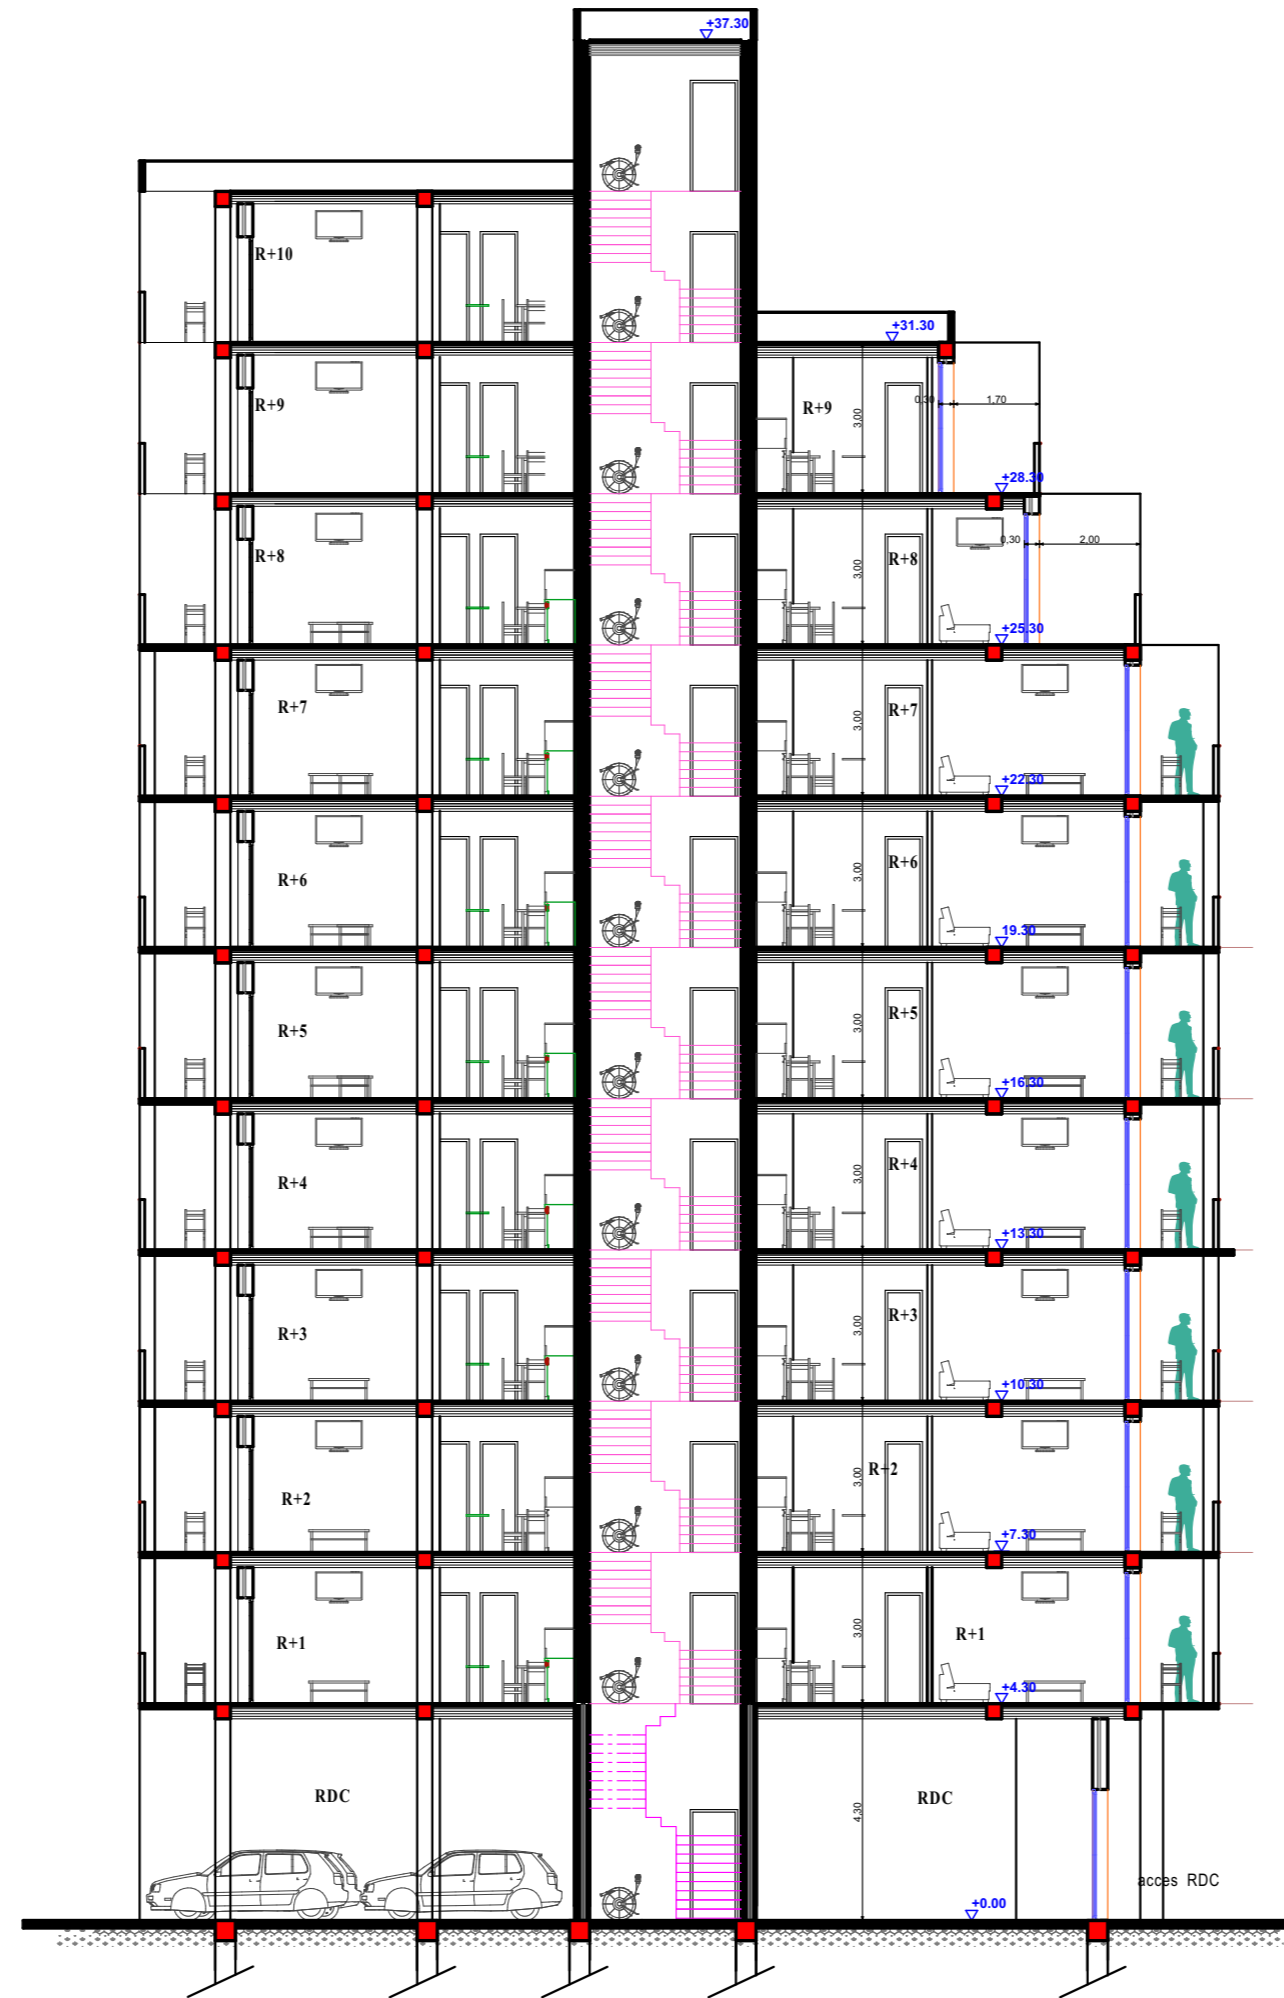 +37.30
R+10
+31.30
R+9
R+9
3,00
0,30
1,70
+28.30
R+8
3,00
R+8
0,30
2,00
+25.30
R+7
3,00
R+7
+22.30
R+6
3,00
R+6
19.30
R+5
3,00
R+5
+16.30
R+4
3,00
R+4
+13.30
R+3
3,00
R+3
+10.30
R+2
3,00
R+2
+7.30
R+1
3,00
R+1
+4.30
RDC
4,30
RDC
acces RDC
+0.00